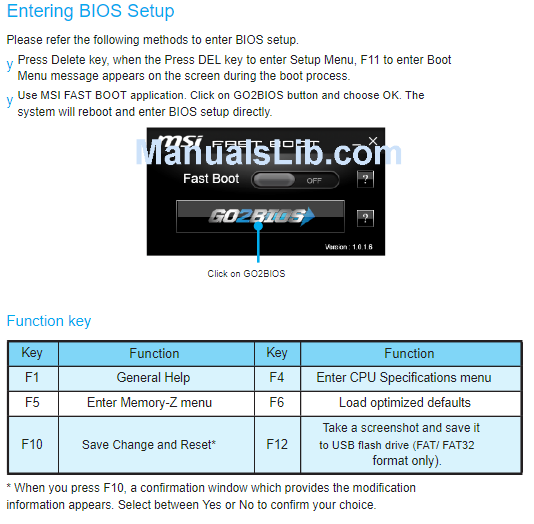 Entering BIOS Setup
Please refer the following methods to enter BIOS setup.
y Press Delete key, when the Press DEL key to enter Setup Menu, F11 to enter Boot
Menu message appears on the screen during the boot process.
y Use MSI FAST BOOT application. Click on GO2BIOS button and choose OK. The
system will reboot and enter BIOS setup directly.
msi FAST BOOT
ManualsLib.com
Fast Boot OFF ?
GO2BIOS ?
Version : 1.0.1.6
Click on GO2BIOS
Function key
Key Function Key Function
F1 General Help F4 Enter CPU Specifications menu
F5 Enter Memory-Z menu F6 Load optimized defaults
F10 Save Change and Reset* F12 Take a screenshot and save it
to USB flash drive (FAT/ FAT32
format only).
* When you press F10, a confirmation window which provides the modification
information appears. Select between Yes or No to confirm your choice.